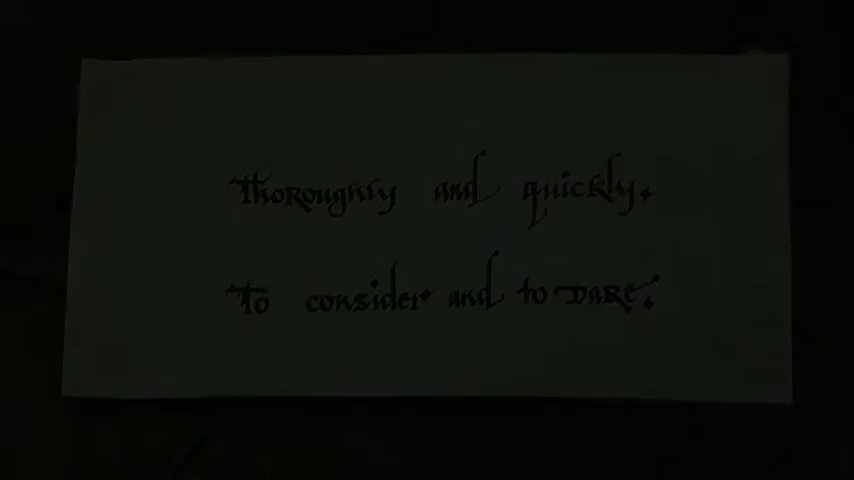 Thoroughly and quickly.
To consider and to Dare.